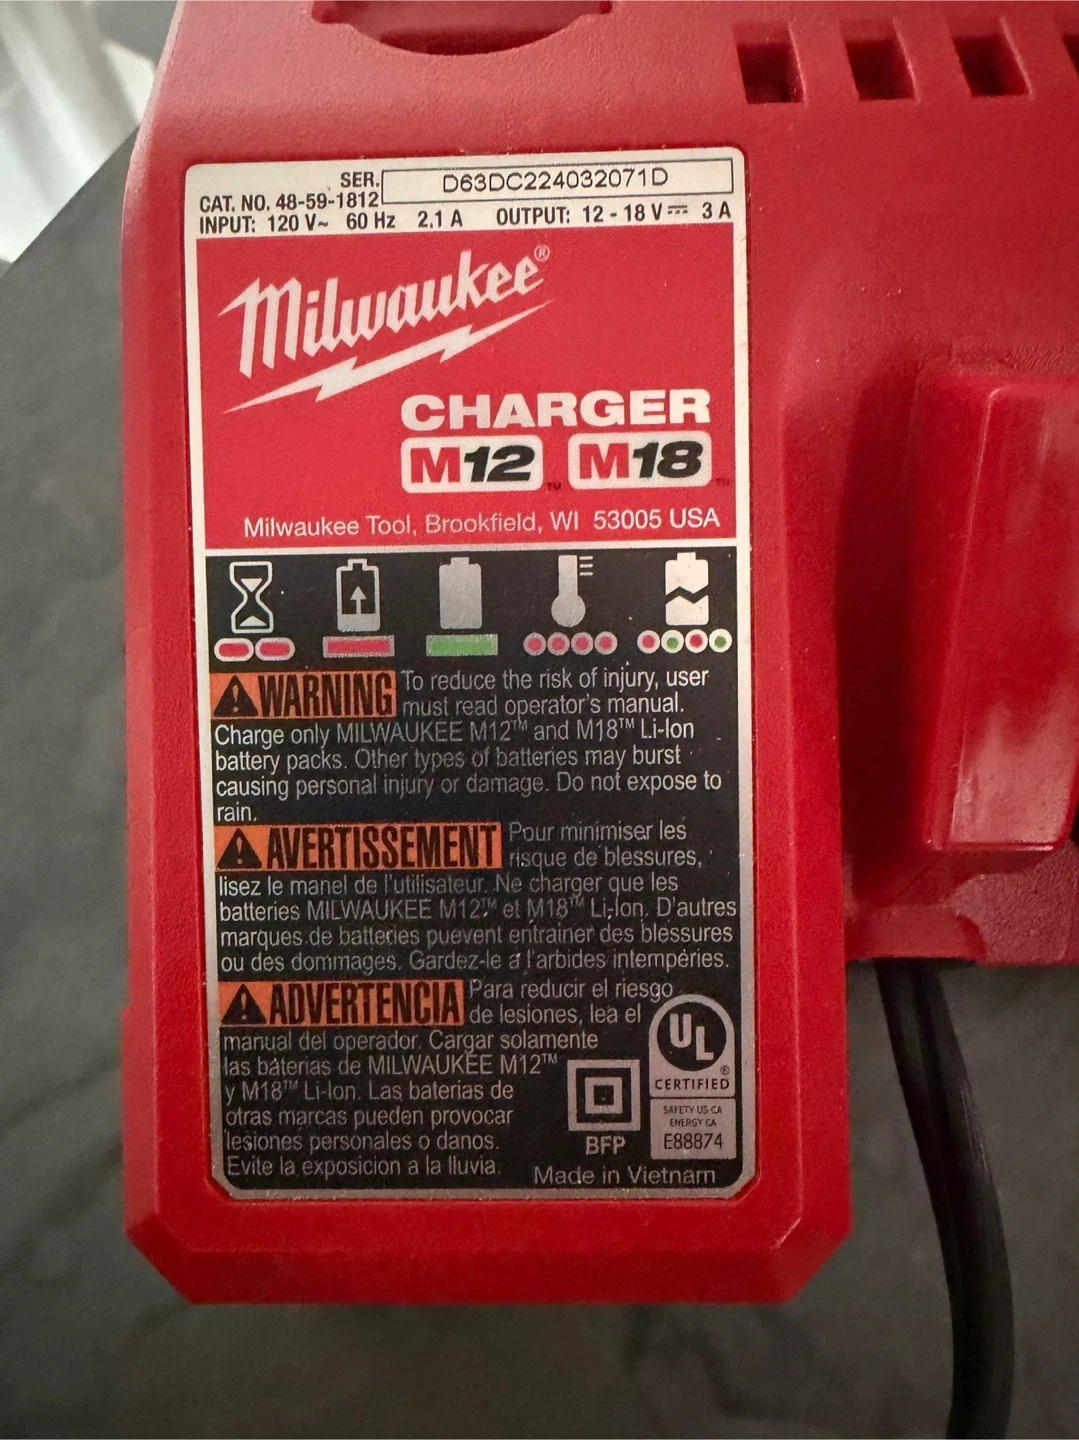 SER. D63DC224032071D
CAT. NO. 48-59-1812
INPUT: 120 V~ 60 Hz 2.1 A OUTPUT: 12 - 18 V⎓ 3 A
Milwaukee®
CHARGER
M12™ M18™
Milwaukee Tool, Brookfield, WI 53005 USA
WARNING To reduce the risk of injury, user
must read operator's manual.
Charge only MILWAUKEE M12™ and M18™ Li-Ion
battery packs. Other types of batteries may burst
causing personal injury or damage. Do not expose to
rain.
AVERTISSEMENT Pour minimiser les
risque de blessures,
lisez le manel de l'utilisateur. Ne charger que les
batteries MILWAUKEE M12™ et M18™ Li-Ion. D'autres
marques de batteries puevent entrainer des blessures
ou des dommages. Gardez-le á l'arbides intempéries.
ADVERTENCIA Para reducir el riesgo
de lesiones, lea el
manual del operador. Cargar solamente
las báterias de MILWAUKEE M12™
y M18™ Li-Ion. Las baterias de
otras marcas pueden provocar
lesiones personales o danos.
Evite la exposicion a la lluvia.
BFP
UL®
CERTIFIED
SAFETY US CA
ENERGY CA
E88874
Made in Vietnam